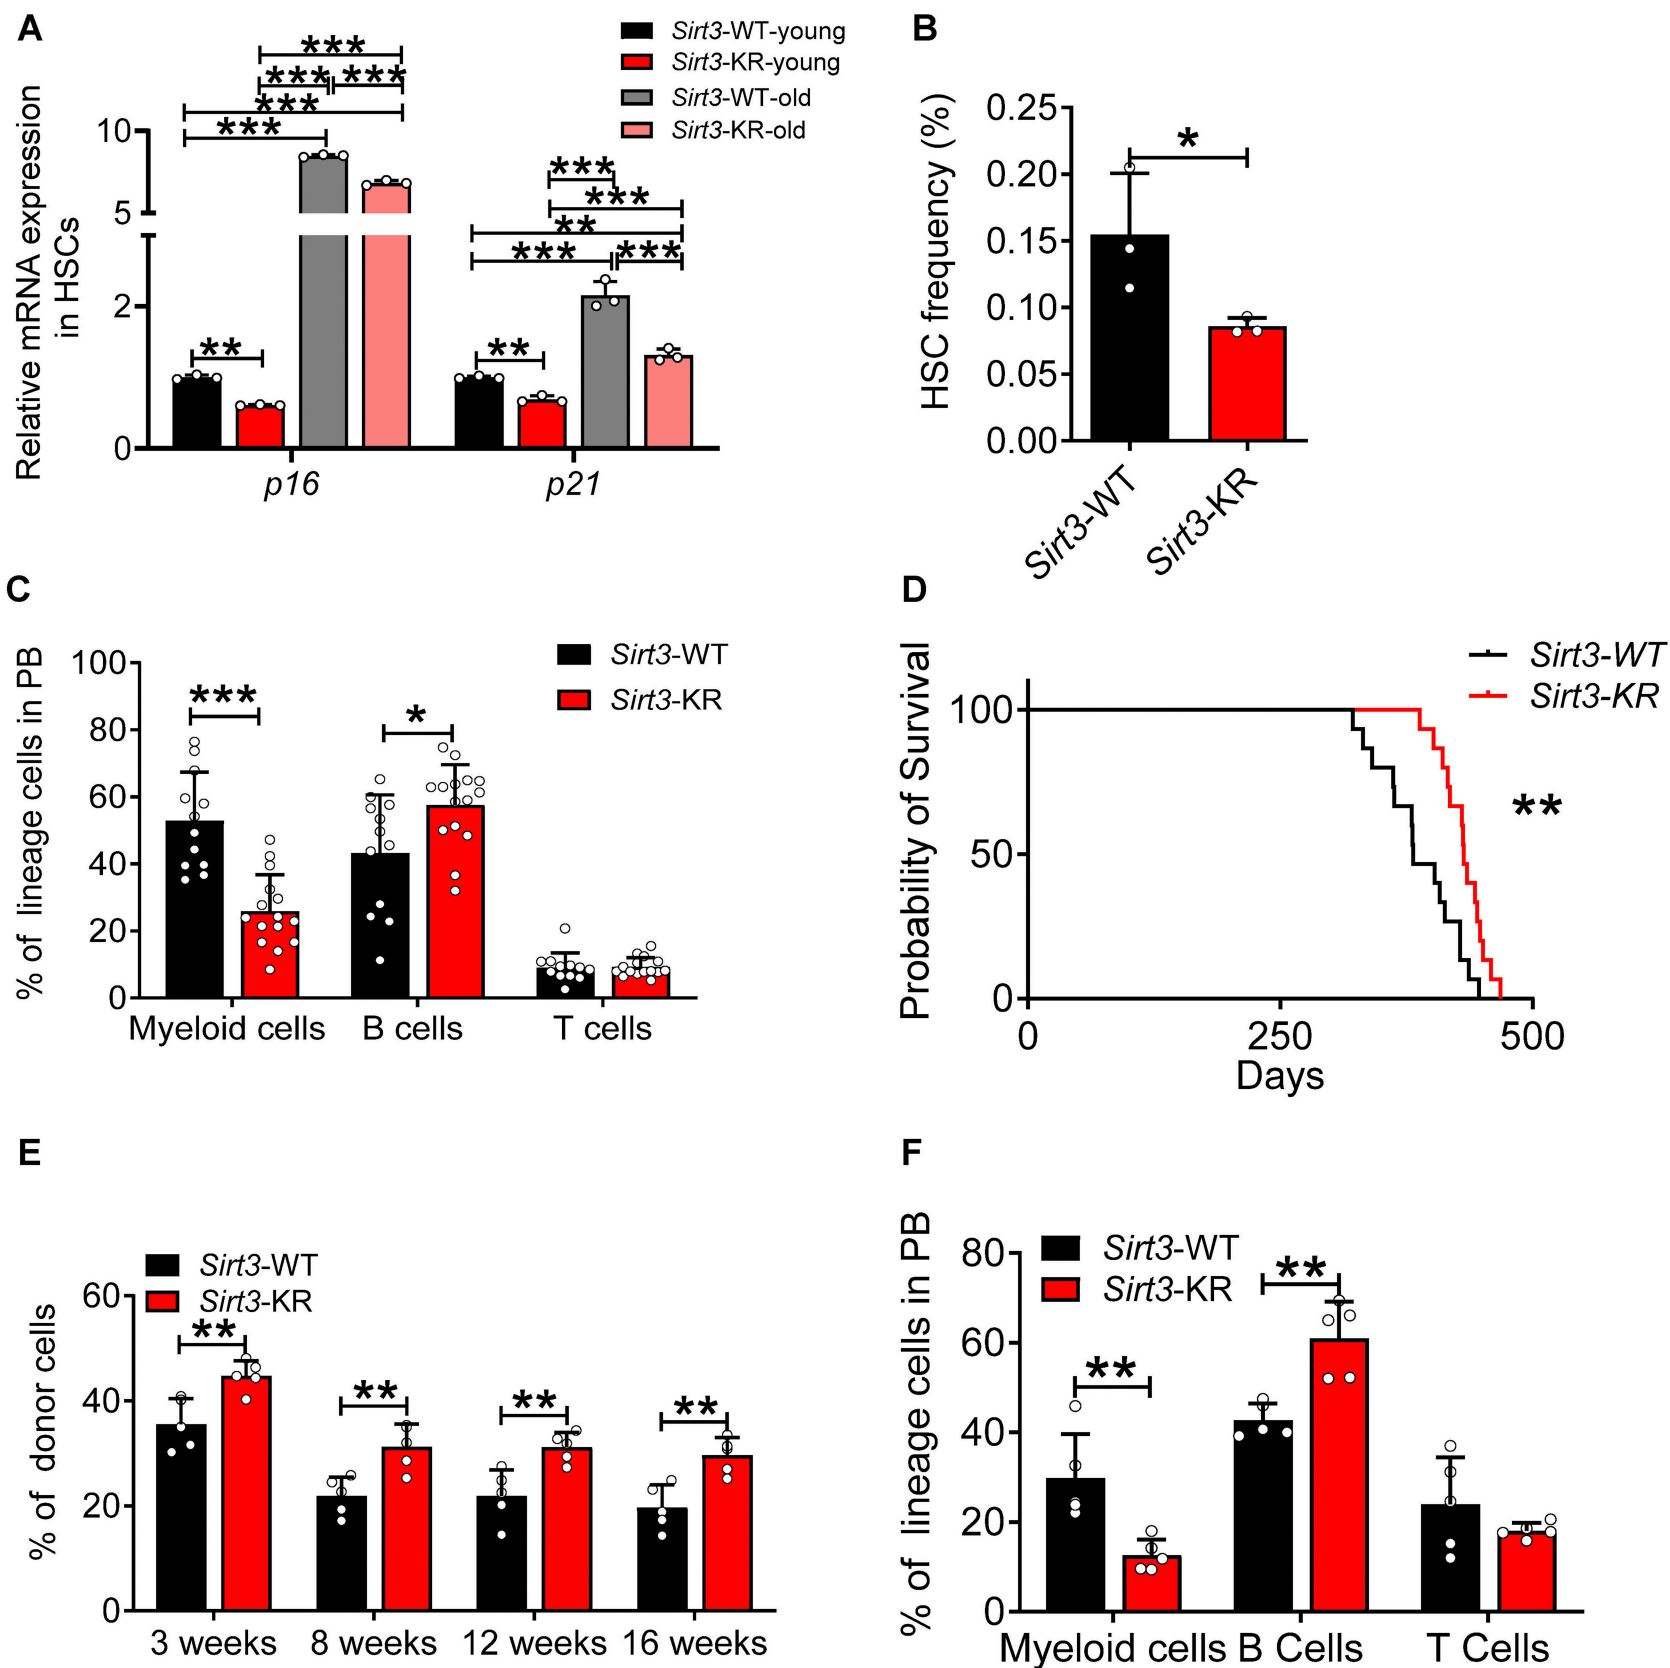 A
Relative mRNA expression
in HSCs
10
5
2
0
***
*** ***
***
***
**
***
***
**
*** ***
**
p16
p21
Sirt3-WT-young
Sirt3-KR-young
Sirt3-WT-old
Sirt3-KR-old
B
HSC frequency (%)
0.25
0.20
0.15
0.10
0.05
0.00
*
Sirt3-WT
Sirt3-KR
C
% of lineage cells in PB
100
80
60
40
20
0
***
*
Sirt3-WT
Sirt3-KR
Myeloid cells
B cells
T cells
D
Probability of Survival
100
50
0
Sirt3-WT
Sirt3-KR
**
0
250
500
Days
E
% of donor cells
60
40
20
0
Sirt3-WT
Sirt3-KR
**
**
**
**
3 weeks
8 weeks
12 weeks
16 weeks
F
% of lineage cells in PB
80
60
40
20
0
Sirt3-WT
Sirt3-KR
**
**
Myeloid cells
B Cells
T Cells